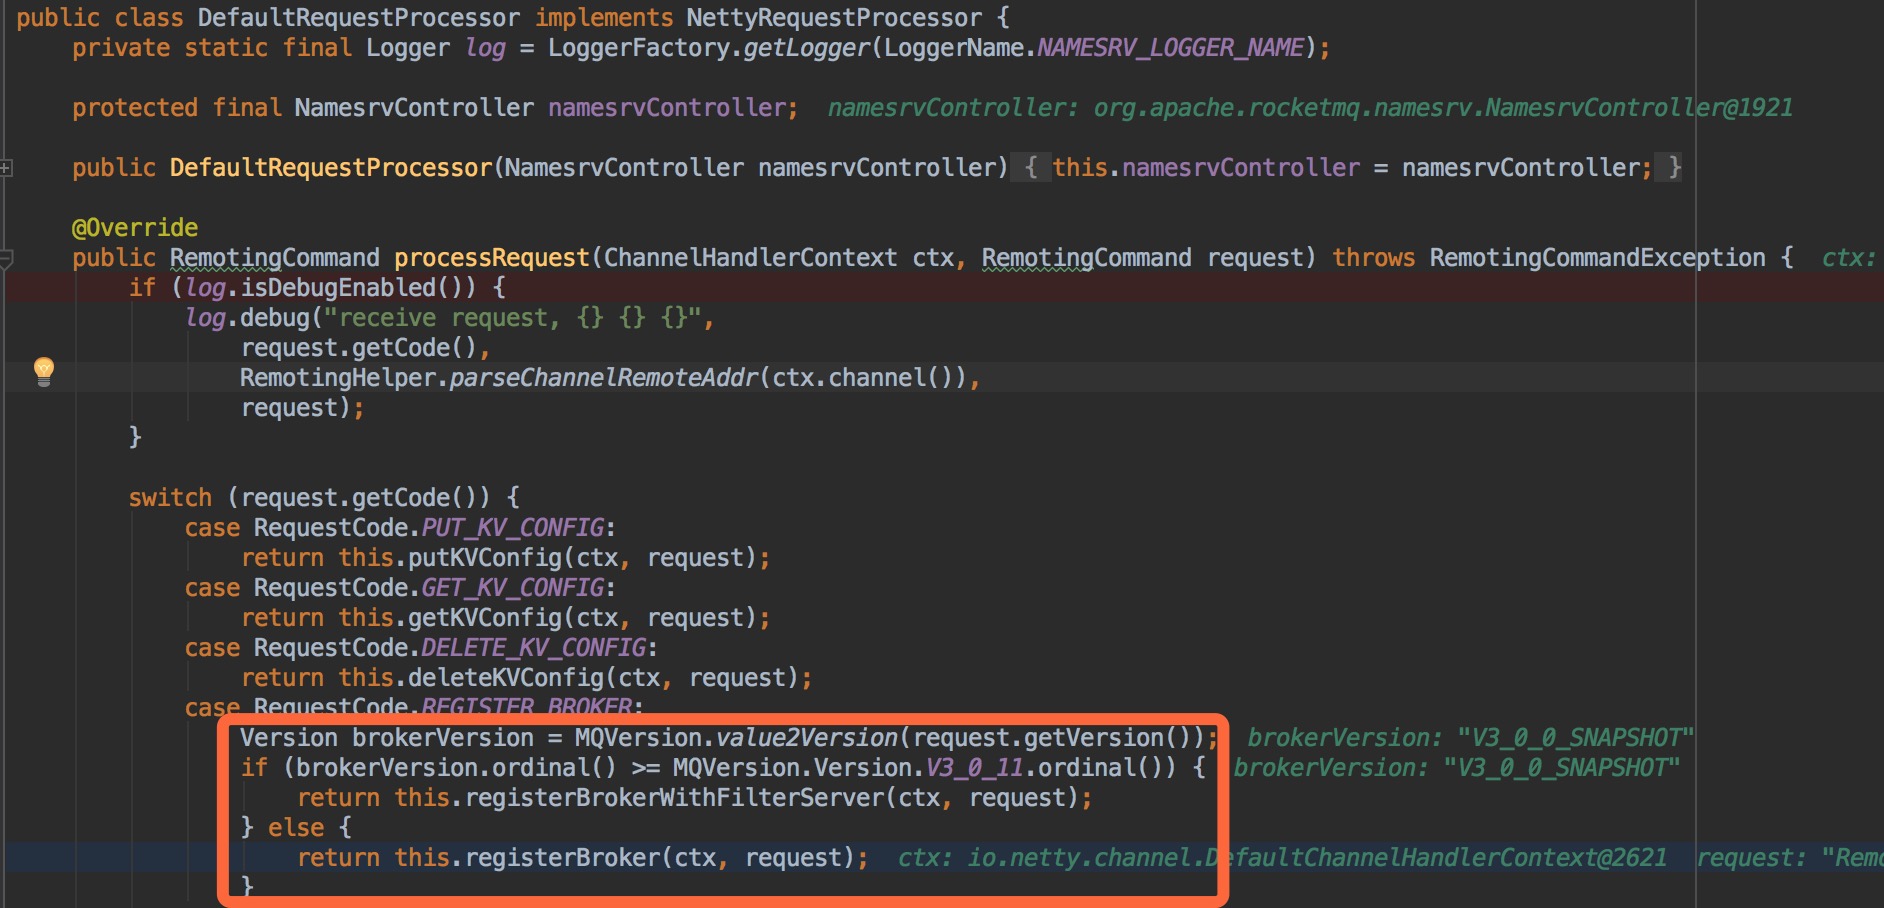 public class DefaultRequestProcessor implements NettyRequestProcessor {
private static final Logger log = LoggerFactory.getLogger(LoggerName.NAMESRV_LOGGER_NAME);
protected final NamesrvController namesrvController; namesrvController: org.apache.rocketmq.namesrv.NamesrvController@1921
public DefaultRequestProcessor(NamesrvController namesrvController) { this.namesrvController = namesrvController; }
@Override
public RemotingCommand processRequest(ChannelHandlerContext ctx, RemotingCommand request) throws RemotingCommandException { ctx:
if (log.isDebugEnabled()) {
log.debug("receive request, {} {} {}",
request.getCode(),
RemotingHelper.parseChannelRemoteAddr(ctx.channel()),
request);
}
switch (request.getCode()) {
case RequestCode.PUT_KV_CONFIG:
return this.putKVConfig(ctx, request);
case RequestCode.GET_KV_CONFIG:
return this.getKVConfig(ctx, request);
case RequestCode.DELETE_KV_CONFIG:
return this.deleteKVConfig(ctx, request);
case RequestCode.REGISTER_BROKER:
Version brokerVersion = MQVersion.value2Version(request.getVersion()); brokerVersion: "V3_0_0_SNAPSHOT"
if (brokerVersion.ordinal() >= MQVersion.Version.V3_0_11.ordinal()) { brokerVersion: "V3_0_0_SNAPSHOT"
return this.registerBrokerWithFilterServer(ctx, request);
} else {
return this.registerBroker(ctx, request); ctx: io.netty.channel.DefaultChannelHandlerContext@2621 request: "Remo
}